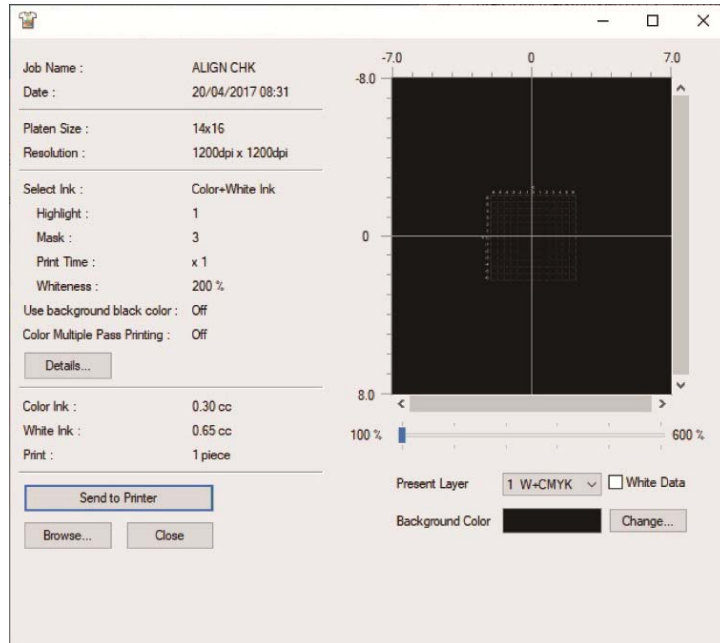 Job Name : ALIGN CHK
Date : 20/04/2017 08:31
Platen Size : 14x16
Resolution : 1200dpi x 1200dpi
Select Ink : Color+White Ink
Highlight : 1
Mask : 3
Print Time : x 1
Whiteness : 200 %
Use background black color : Off
Color Multiple Pass Printing : Off
Details...
Color Ink : 0.30 cc
White Ink : 0.65 cc
Print : 1 piece
Send to Printer
Browse... Close
-7.0 0 7.0
-8.0
0
8.0
100 % 600 %
Present Layer 1 W+CMYK White Data
Background Color Change...